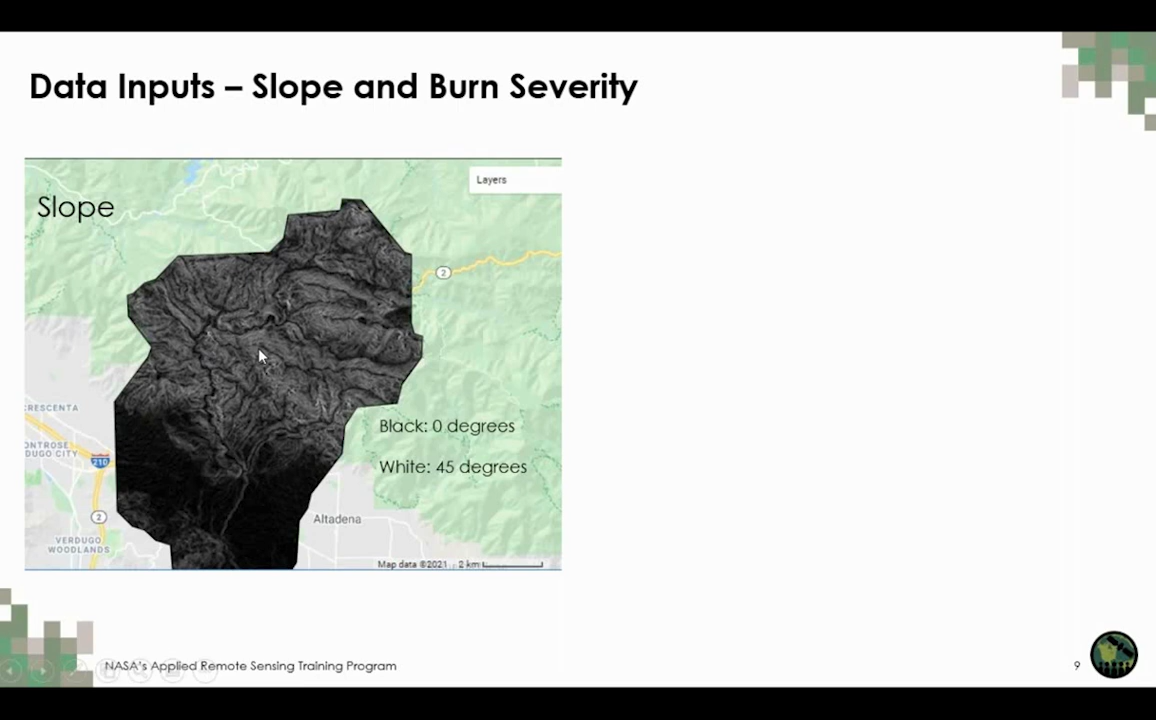 Data Inputs – Slope and Burn Severity
Layers
Slope
2
RESCENTA
Black: 0 degrees
ONTROSE
DUGO CITY
210
White: 45 degrees
2
Altadena
VERDUGO
WOODLANDS
Map data ©2021
2 km
NASA's Applied Remote Sensing Training Program
9